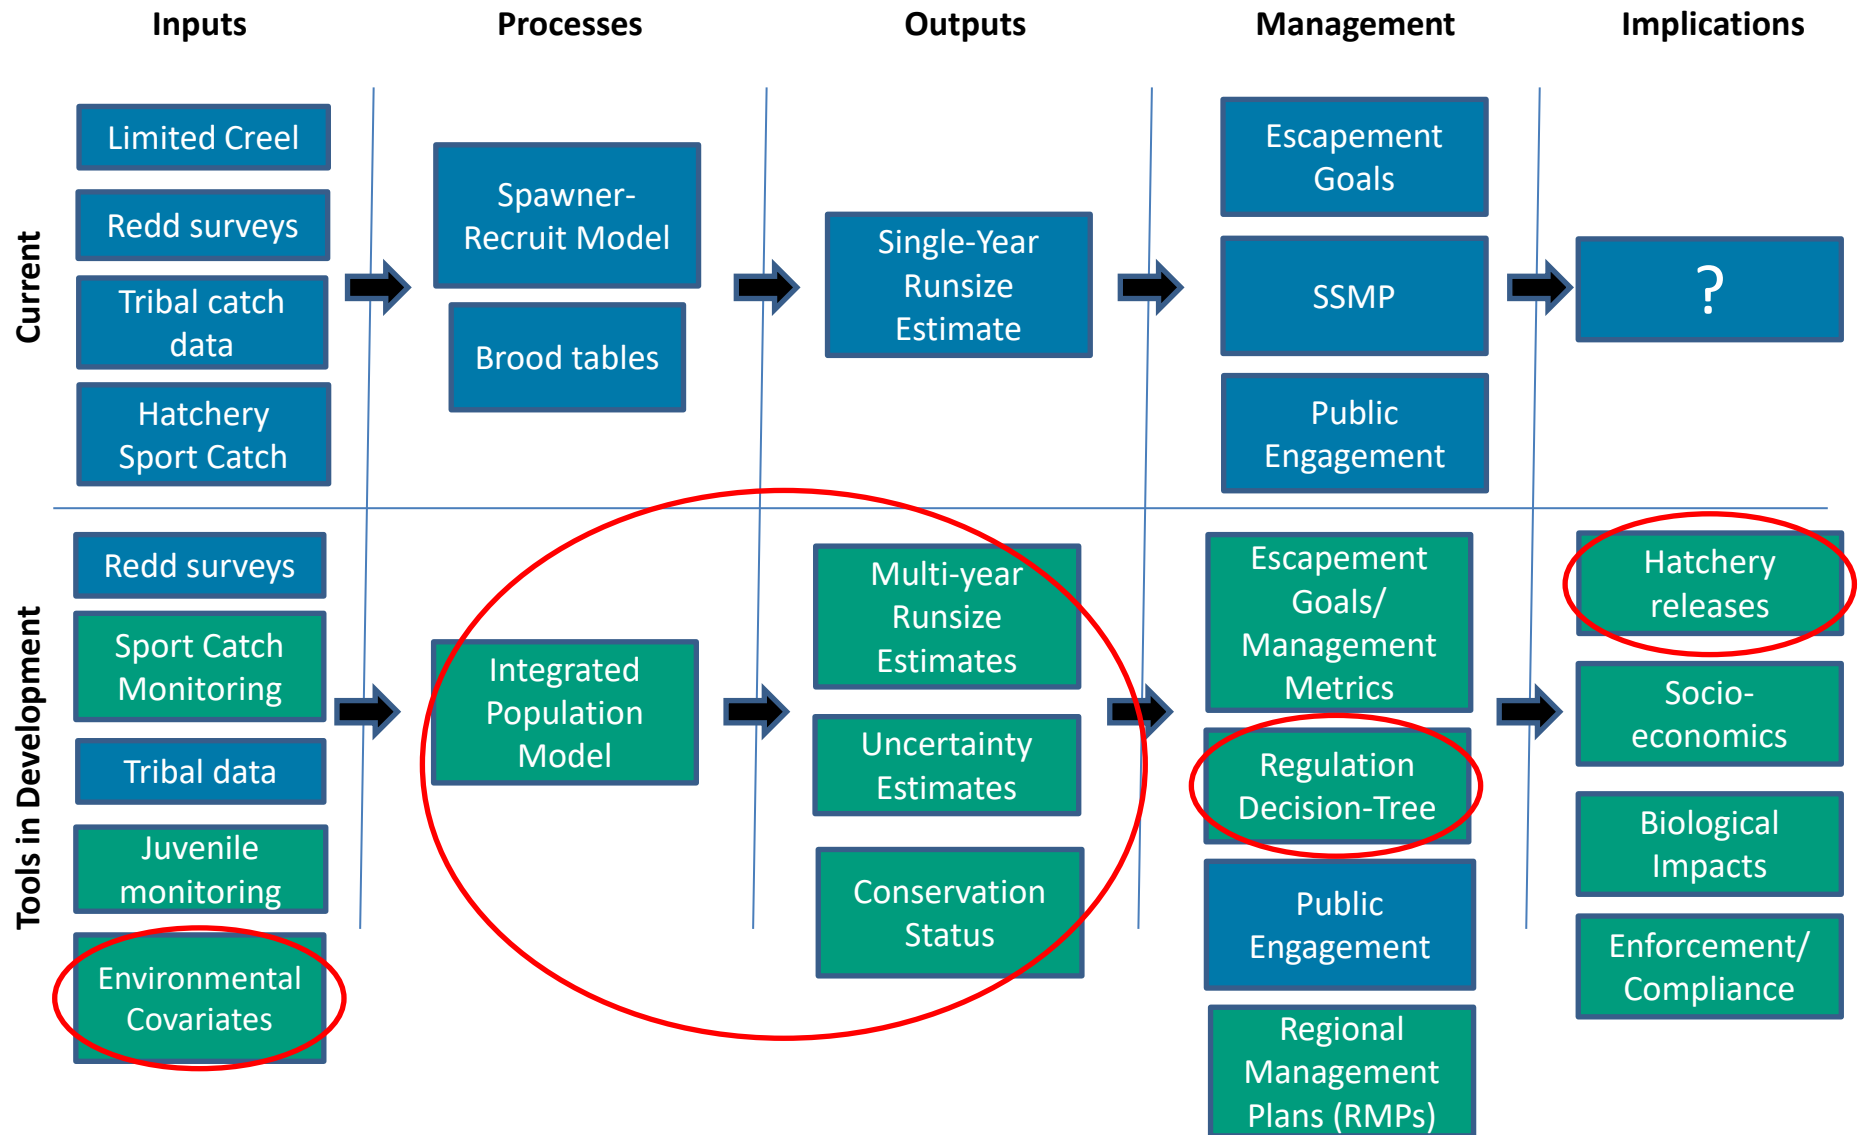 Inputs
Processes
Outputs
Management
Implications
Current
Limited Creel
Redd surveys
Tribal catch
data
Hatchery
Sport Catch
Spawner-
Recruit Model
Brood tables
Single-Year
Runsize
Estimate
Escapement
Goals
SSMP
Public
Engagement
?
Tools in Development
Redd surveys
Sport Catch
Monitoring
Tribal data
Juvenile
monitoring
Environmental
Covariates
Integrated
Population
Model
Multi-year
Runsize
Estimates
Uncertainty
Estimates
Conservation
Status
Escapement
Goals/
Management
Metrics
Regulation
Decision-Tree
Public
Engagement
Regional
Management
Plans (RMPs)
Hatchery
releases
Socio-
economics
Biological
Impacts
Enforcement/
Compliance